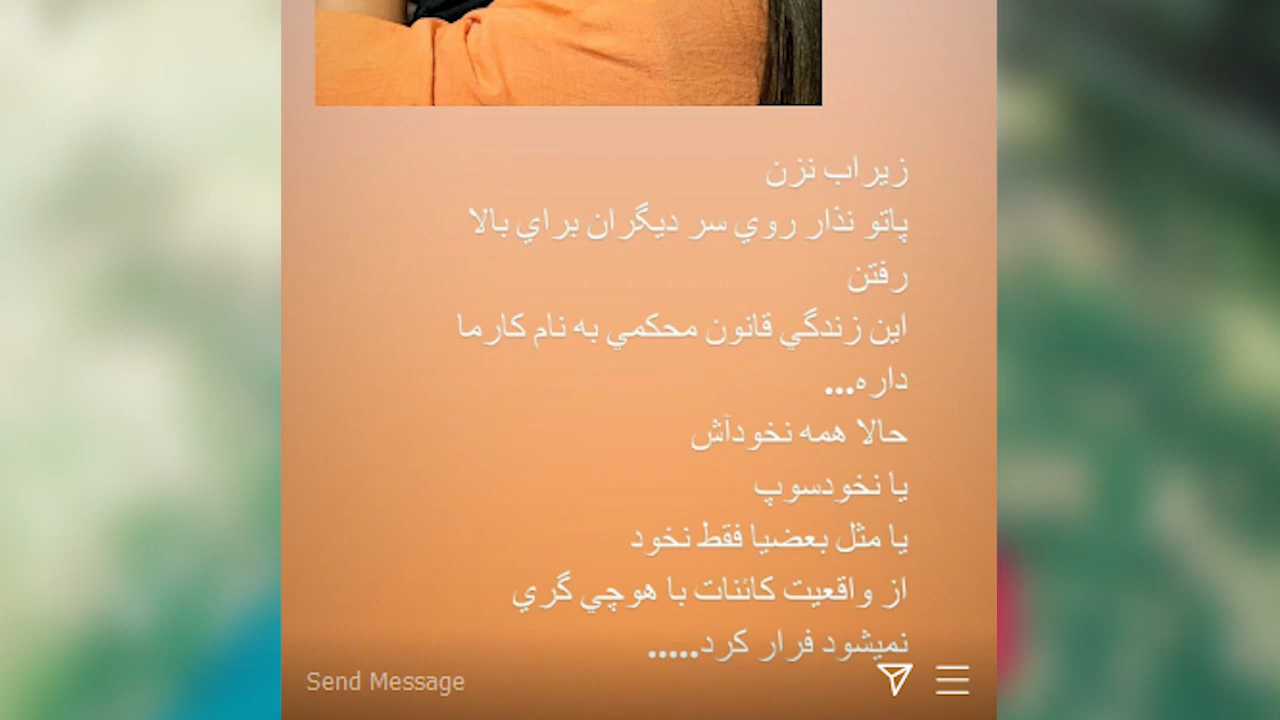 زيراب نزن
پاتو نذار روي سر ديگران براي بالا
رفتن
اين زندگي قانون محكمي به نام كارما
داره...
حالا همه نخودآش
يا نخودسوپ
يا مثل بعضيا فقط نخود
از واقعيت كائنات با هوچي گري
نميشود فرار كرد.....
Send Message